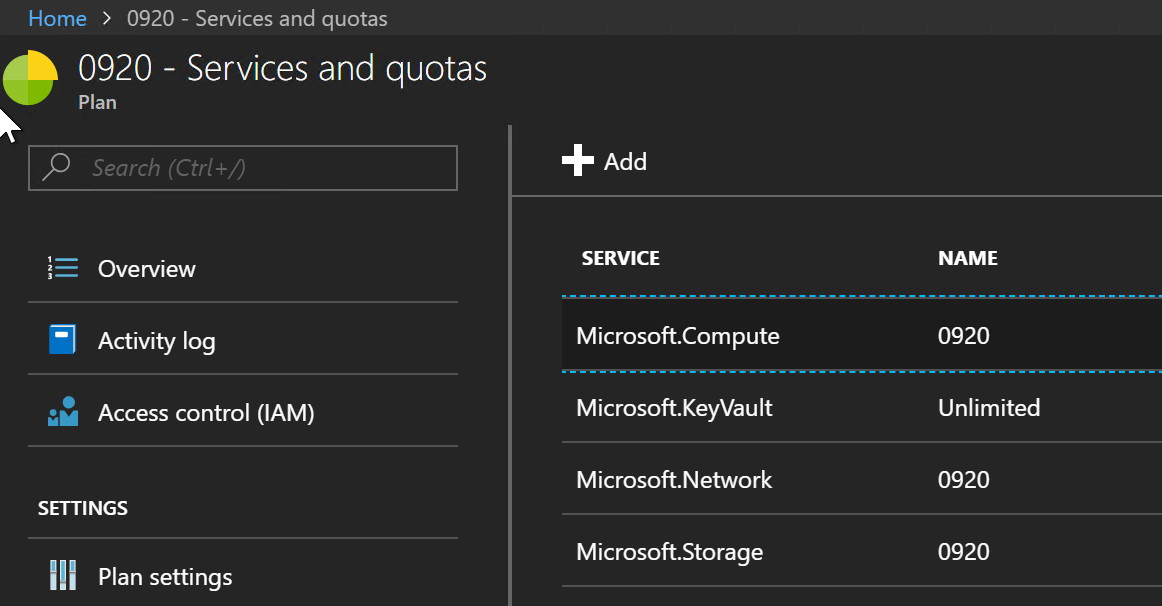 Home > 0920 - Services and quotas
0920 - Services and quotas
Plan
Search (Ctrl+/)
Overview
Activity log
Access control (IAM)
SETTINGS
Plan settings
Add
SERVICE NAME
Microsoft.Compute 0920
Microsoft.KeyVault Unlimited
Microsoft.Network 0920
Microsoft.Storage 0920